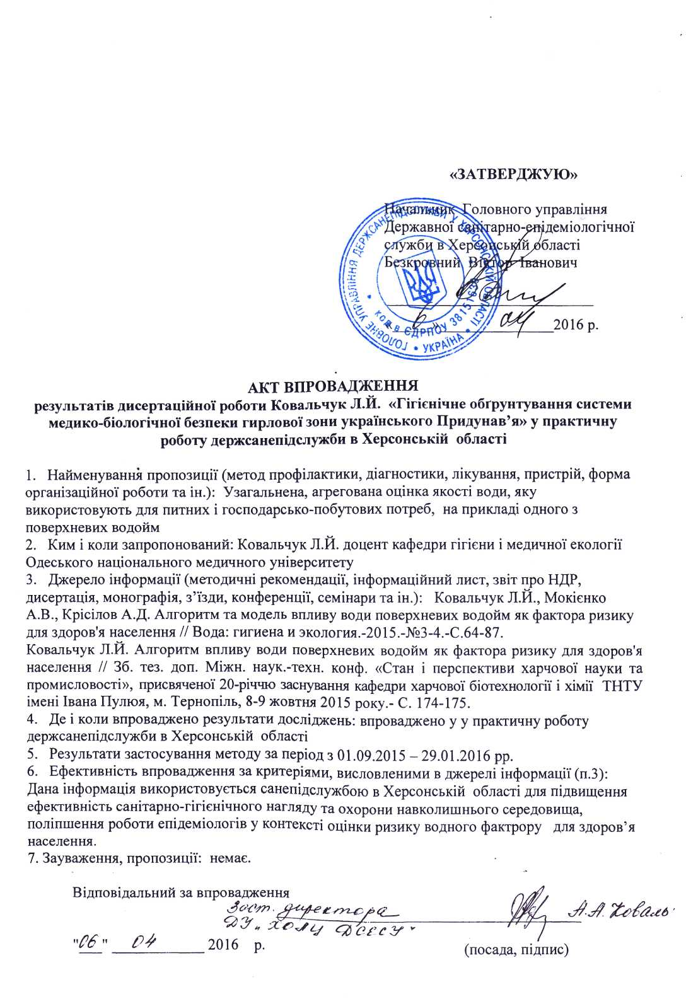 «ЗАТВЕРДЖУЮ»
Начальник Головного управління
Державної санітарно-епідеміологічної
служби в Херсонській області
Безкровний Віктор Іванович
ГОЛОВНЕ УПРАВЛІННЯ ДЕРЖСАНЕПІДСЛУЖБИ У ХЕРСОНСЬКІЙ ОБЛАСТІ • УКРАЇНА •
код в ЄДРПОУ 38151638
« 6 » 04 2016 р.
АКТ ВПРОВАДЖЕННЯ
результатів дисертаційної роботи Ковальчук Л.Й. «Гігієнічне обґрунтування системи
медико-біологічної безпеки гирлової зони українського Придунав’я» у практичну
роботу держсанепідслужби в Херсонській області
1. Найменування пропозиції (метод профілактики, діагностики, лікування, пристрій, форма
організаційної роботи та ін.): Узагальнена, агрегована оцінка якості води, яку
використовують для питних і господарсько-побутових потреб, на прикладі одного з
поверхневих водойм
2. Ким і коли запропонований: Ковальчук Л.Й. доцент кафедри гігієни і медичної екології
Одеського національного медичного університету
3. Джерело інформації (методичні рекомендації, інформаційний лист, звіт про НДР,
дисертація, монографія, з’їзди, конференції, семінари та ін.): Ковальчук Л.Й., Мокієнко
А.В., Крісілов А.Д. Алгоритм та модель впливу води поверхневих водойм як фактора ризику
для здоров'я населення // Вода: гигиена и экология.-2015.-№3-4.-С.64-87.
Ковальчук Л.Й. Алгоритм впливу води поверхневих водойм як фактора ризику для здоров'я
населення // Зб. тез. доп. Міжн. наук.-техн. конф. «Стан і перспективи харчової науки та
промисловості», присвяченої 20-річчю заснування кафедри харчової біотехнології і хімії ТНТУ
імені Івана Пулюя, м. Тернопіль, 8-9 жовтня 2015 року.- С. 174-175.
4. Де і коли впроваджено результати досліджень: впроваджено у у практичну роботу
держсанепідслужби в Херсонській області
5. Результати застосування методу за період з 01.09.2015 – 29.01.2016 рр.
6. Ефективність впровадження за критеріями, висловленими в джерелі інформації (п.3):
Дана інформація використовується санепідслужбою в Херсонській області для підвищення
ефективність санітарно-гігієнічного нагляду та охорони навколишнього середовища,
поліпшення роботи епідеміологів у контексті оцінки ризику водного фактрору для здоров’я
населення.
7. Зауваження, пропозиції: немає.
Відповідальний за впровадження
Заст. директора А.А. Коваль
ДУ „ХОЛЦ ДСЕСУ"
"06" 04 2016 р.
(посада, підпис)